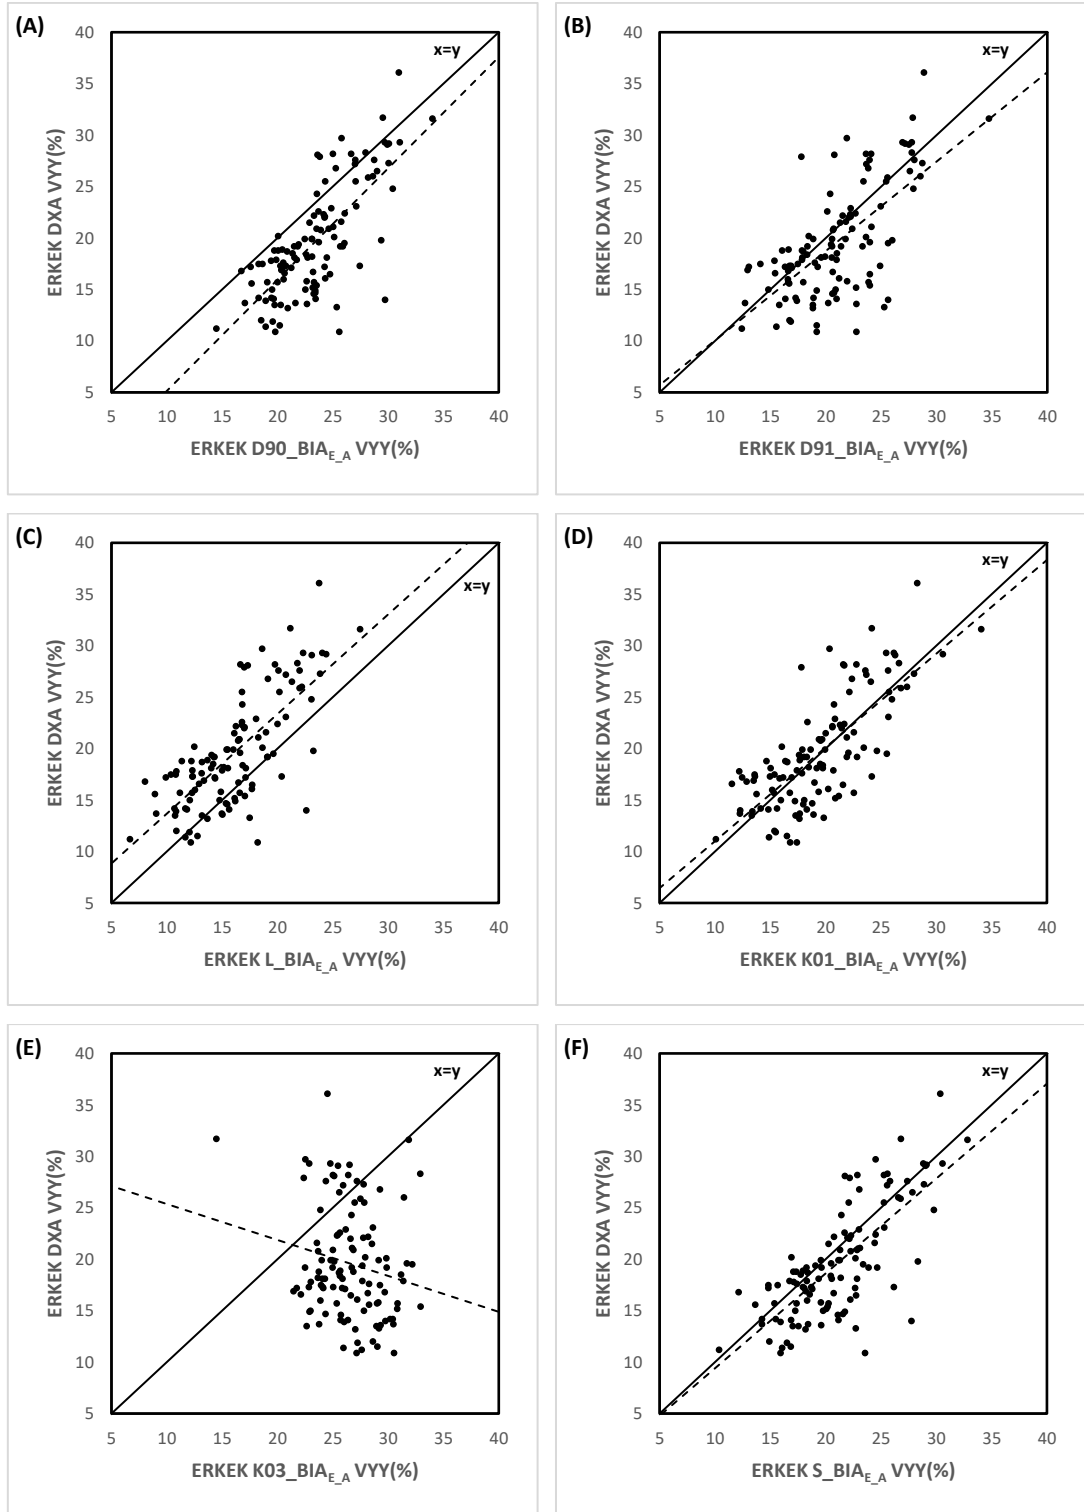 (A)
x=y
40
35
30
25
20
15
10
5
ERKEK DXA VYY(%)
5 10 15 20 25 30 35 40
ERKEK D90_BIAE_A VYY(%)
(B)
x=y
40
35
30
25
20
15
10
5
ERKEK DXA VYY(%)
5 10 15 20 25 30 35 40
ERKEK D91_BIAE_A VYY(%)
(C)
x=y
40
35
30
25
20
15
10
5
ERKEK DXA VYY(%)
5 10 15 20 25 30 35 40
ERKEK L_BIAE_A VYY(%)
(D)
x=y
40
35
30
25
20
15
10
5
ERKEK DXA VYY(%)
5 10 15 20 25 30 35 40
ERKEK K01_BIAE_A VYY(%)
(E)
x=y
40
35
30
25
20
15
10
5
ERKEK DXA VYY(%)
5 10 15 20 25 30 35 40
ERKEK K03_BIAE_A VYY(%)
(F)
x=y
40
35
30
25
20
15
10
5
ERKEK DXA VYY(%)
5 10 15 20 25 30 35 40
ERKEK S_BIAE_A VYY(%)